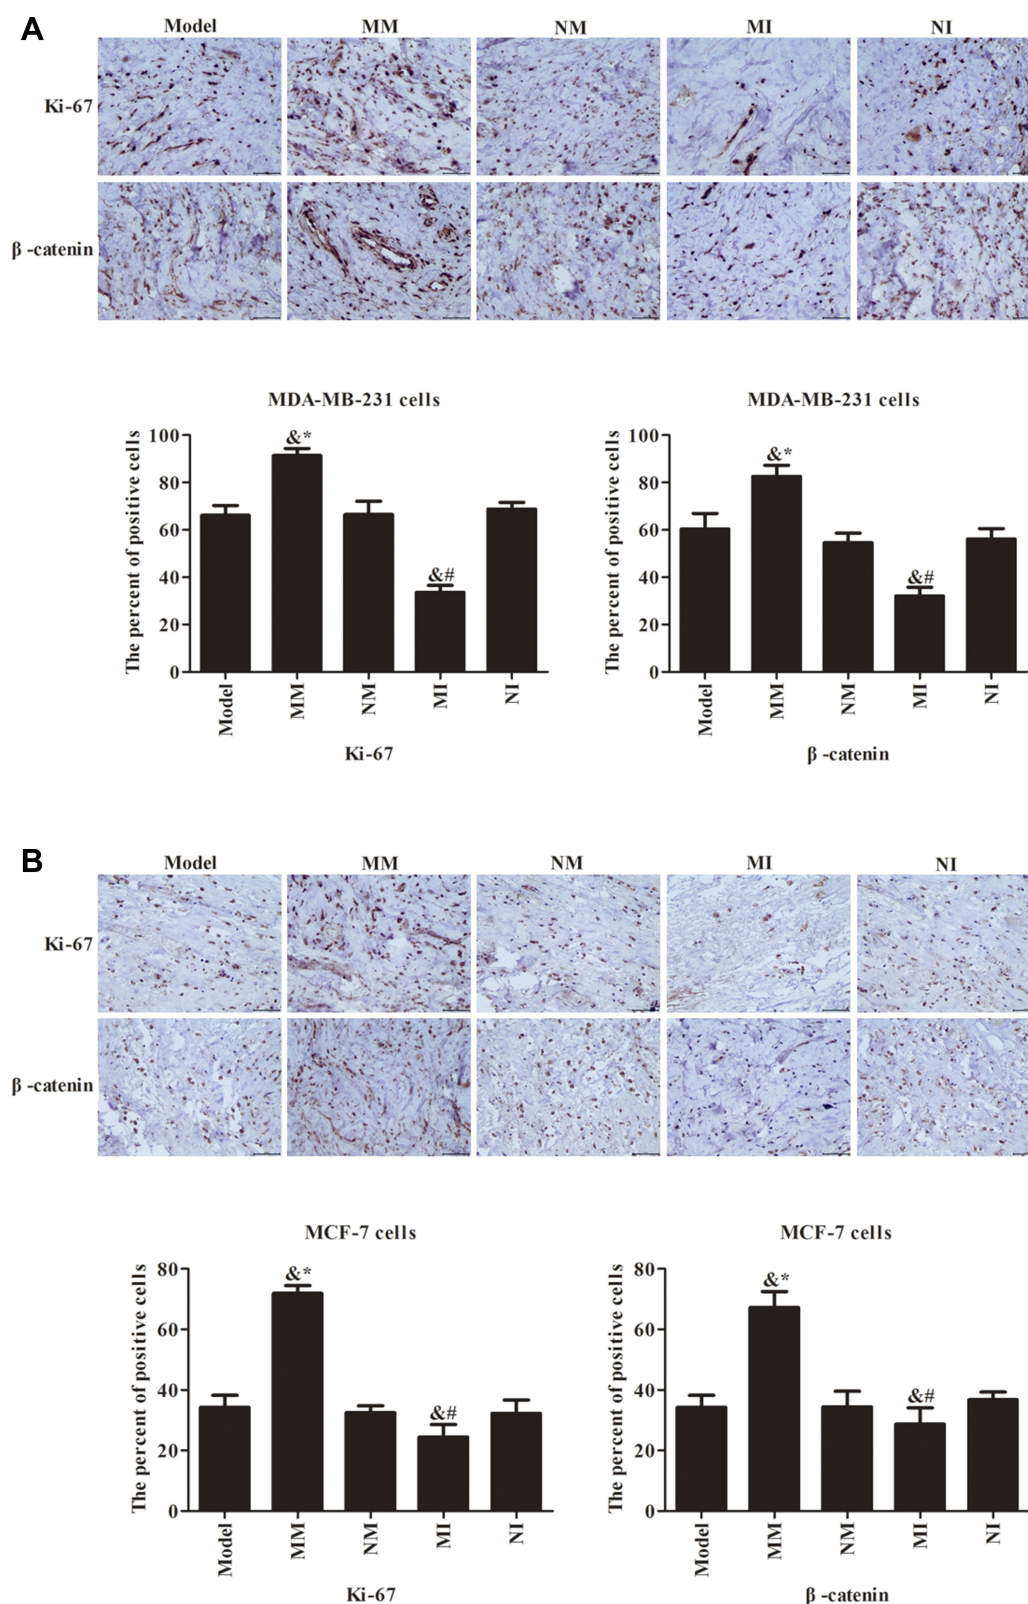 A
Model MM NM MI NI
Ki-67
β -catenin
MDA-MB-231 cells
The percent of positive cells
100
80
60
40
20
0
&*
&#
Model MM NM MI NI
Ki-67
MDA-MB-231 cells
The percent of positive cells
100
80
60
40
20
0
&*
&#
Model MM NM MI NI
β -catenin
B
Model MM NM MI NI
Ki-67
β -catenin
MCF-7 cells
The percent of positive cells
80
60
40
20
0
&*
&#
Model MM NM MI NI
Ki-67
MCF-7 cells
The percent of positive cells
80
60
40
20
0
&*
&#
Model MM NM MI NI
β -catenin